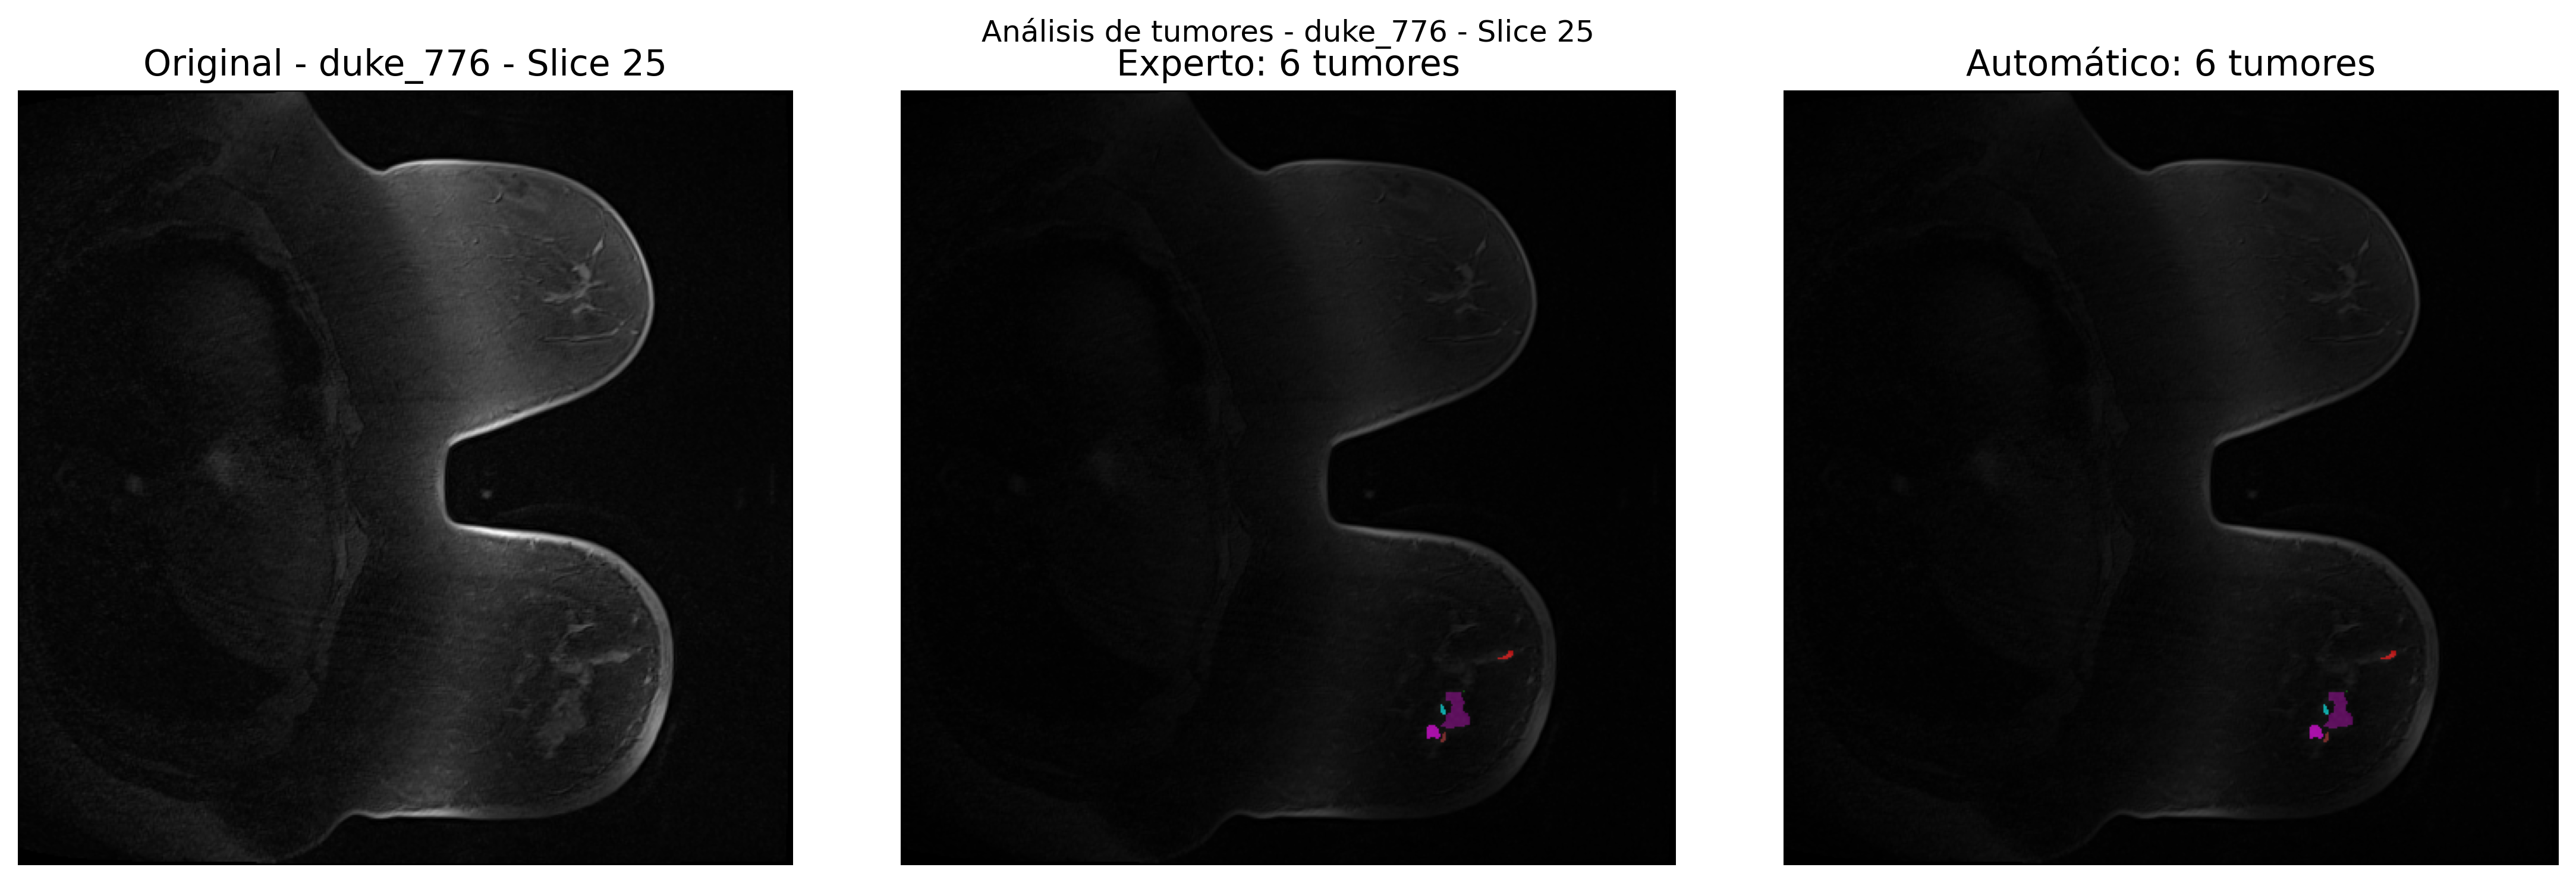 Análisis de tumores - duke_776 - Slice 25
Original - duke_776 - Slice 25
Experto: 6 tumores
Automático: 6 tumores